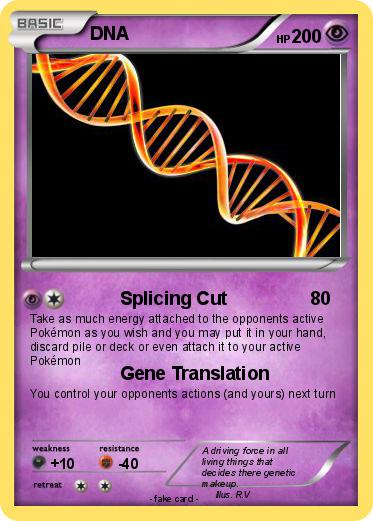 BASIC
DNA
HP 200
Splicing Cut 80
Take as much energy attached to the opponents active
Pokémon as you wish and you may put it in your hand,
discard pile or deck or even attach it to your active
Pokémon
Gene Translation
You control your opponents actions (and yours) next turn
weakness
resistance
+10
-40
retreat
A driving force in all
living things that
decides there genetic
makeup.
Illus. R.V
- fake card -